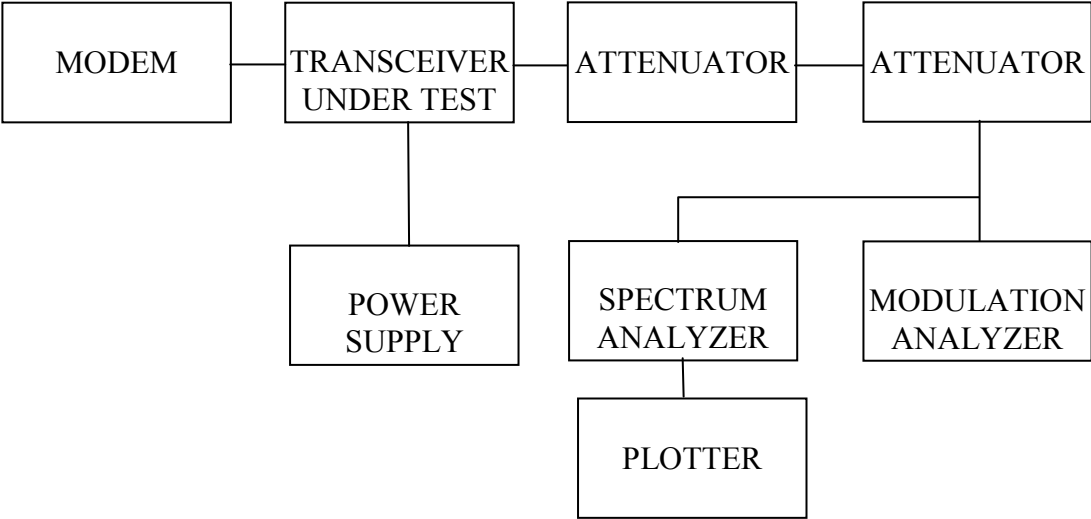 MODEM
TRANSCEIVER
UNDER TEST
ATTENUATOR
ATTENUATOR
POWER
SUPPLY
SPECTRUM
ANALYZER
MODULATION
ANALYZER
PLOTTER